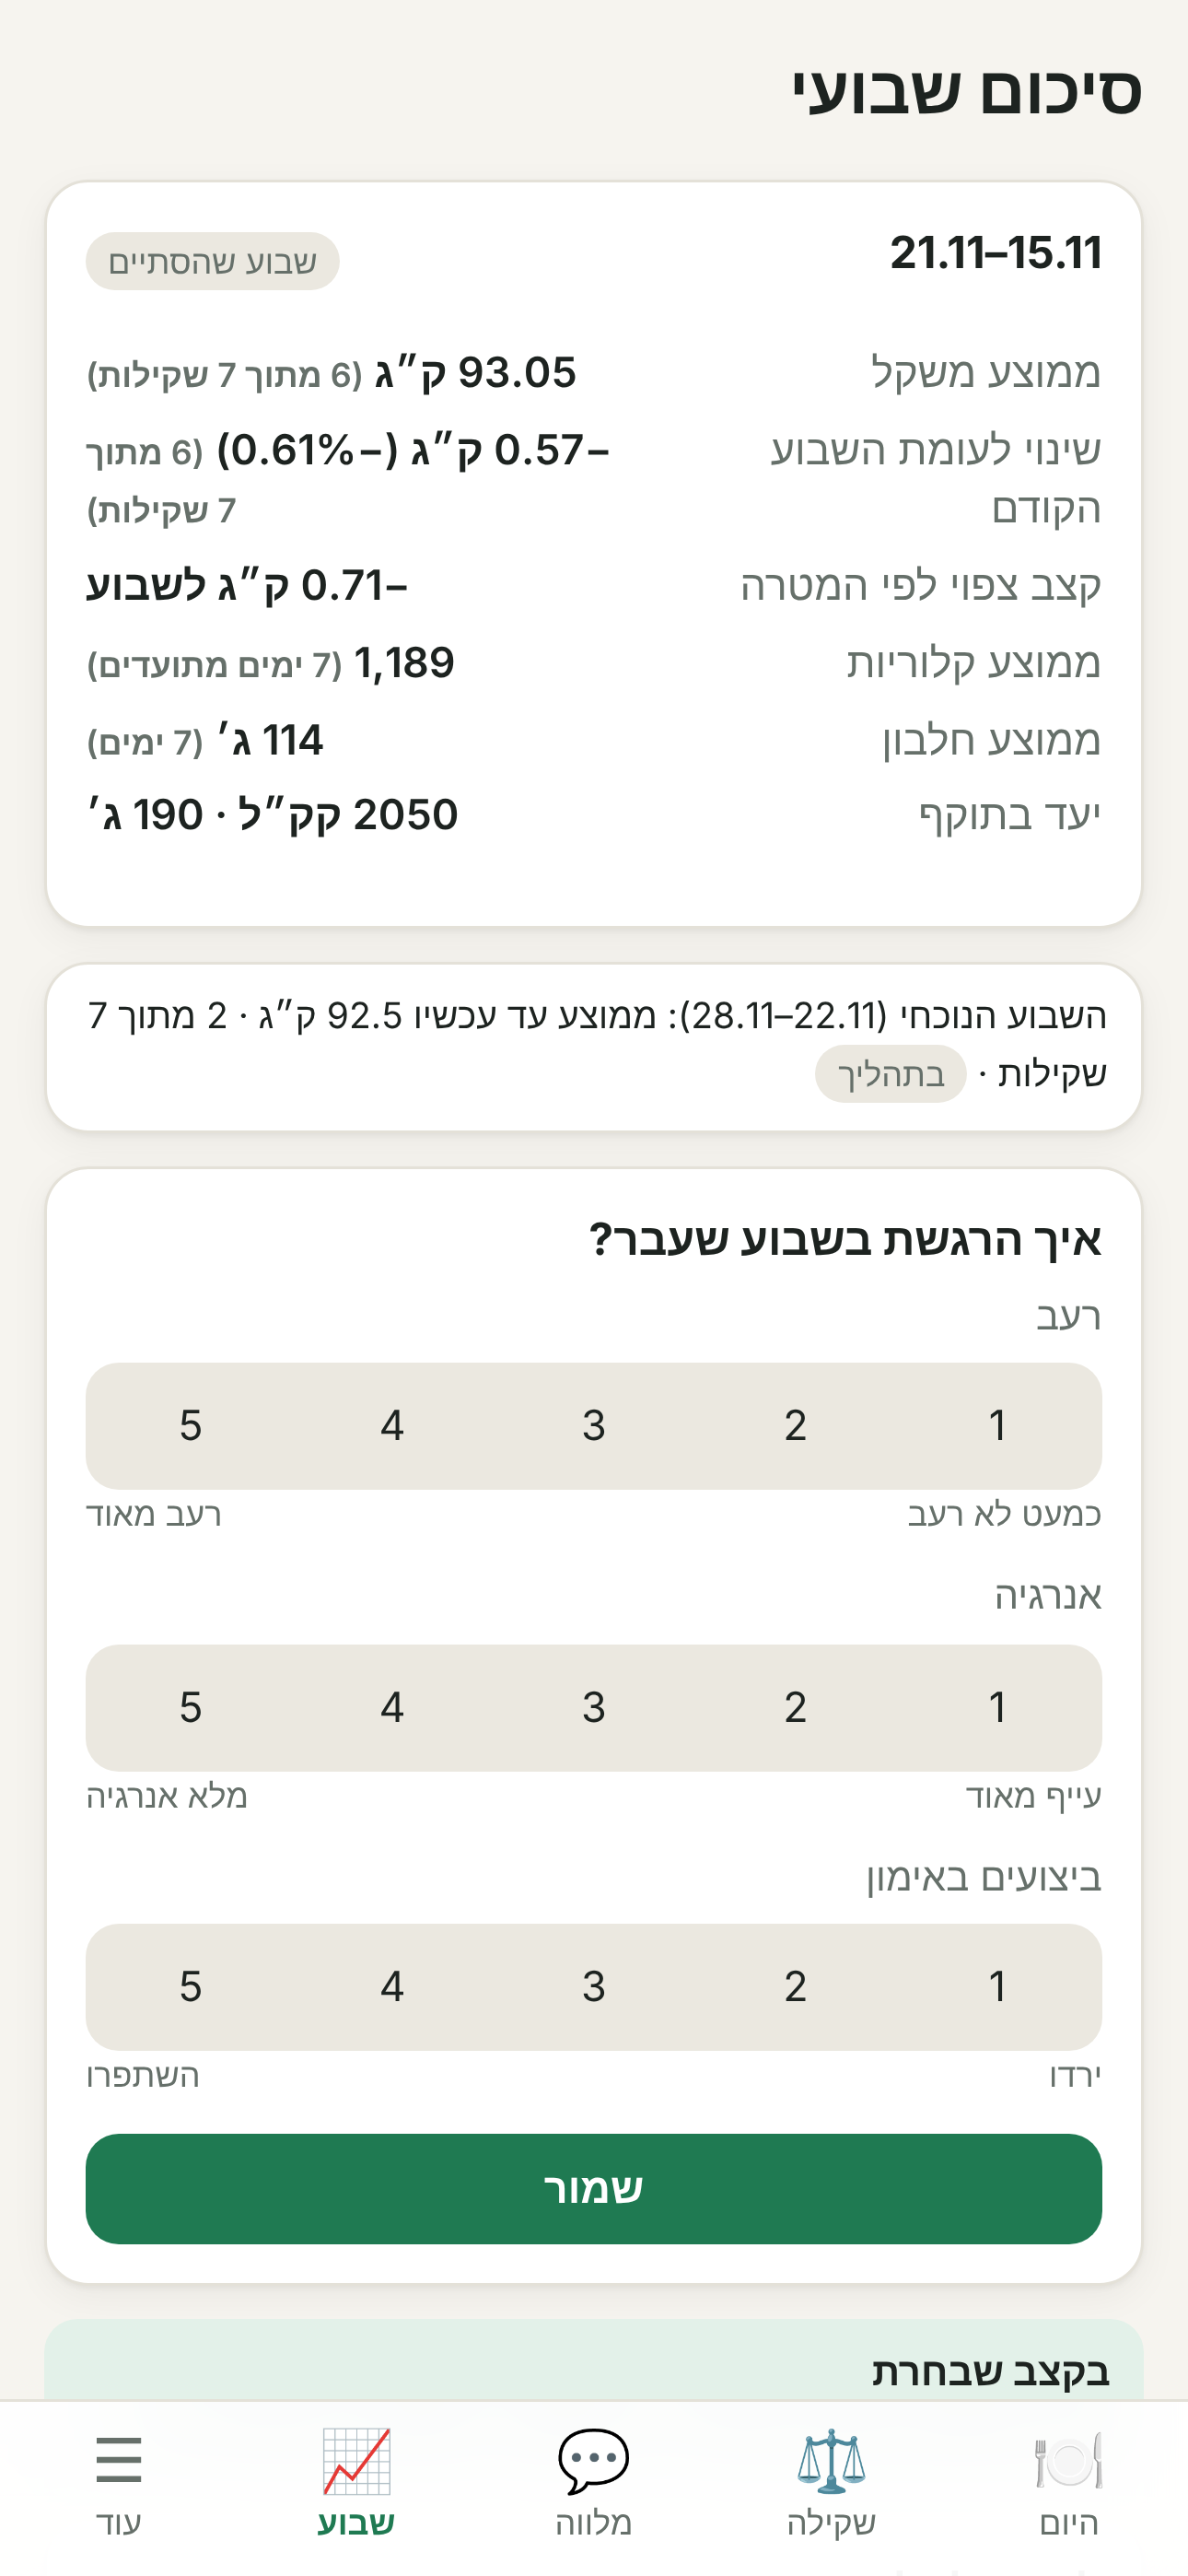 סיכום שבועי
15.11–21.11
שבוע שהסתיים
ממוצע משקל
93.05 ק״ג (6 מתוך 7 שקילות)
שינוי לעומת השבוע
הקודם
−0.57 ק״ג (−0.61%) (6 מתוך
7 שקילות)
קצב צפוי לפי המטרה
−0.71 ק״ג לשבוע
ממוצע קלוריות
1,189 (7 ימים מתועדים)
ממוצע חלבון
114 ג׳ (7 ימים)
יעד בתוקף
2050 קק״ל · 190 ג׳
השבוע הנוכחי (22.11–28.11): ממוצע עד עכשיו 92.5 ק״ג · 2 מתוך 7
שקילות · בתהליך
איך הרגשת בשבוע שעבר?
רעב
1 2 3 4 5
כמעט לא רעב
רעב מאוד
אנרגיה
1 2 3 4 5
עייף מאוד
מלא אנרגיה
ביצועים באימון
1 2 3 4 5
ירדו
השתפרו
שמור
בקצב שבחרת
היום
שקילה
מלווה
שבוע
עוד